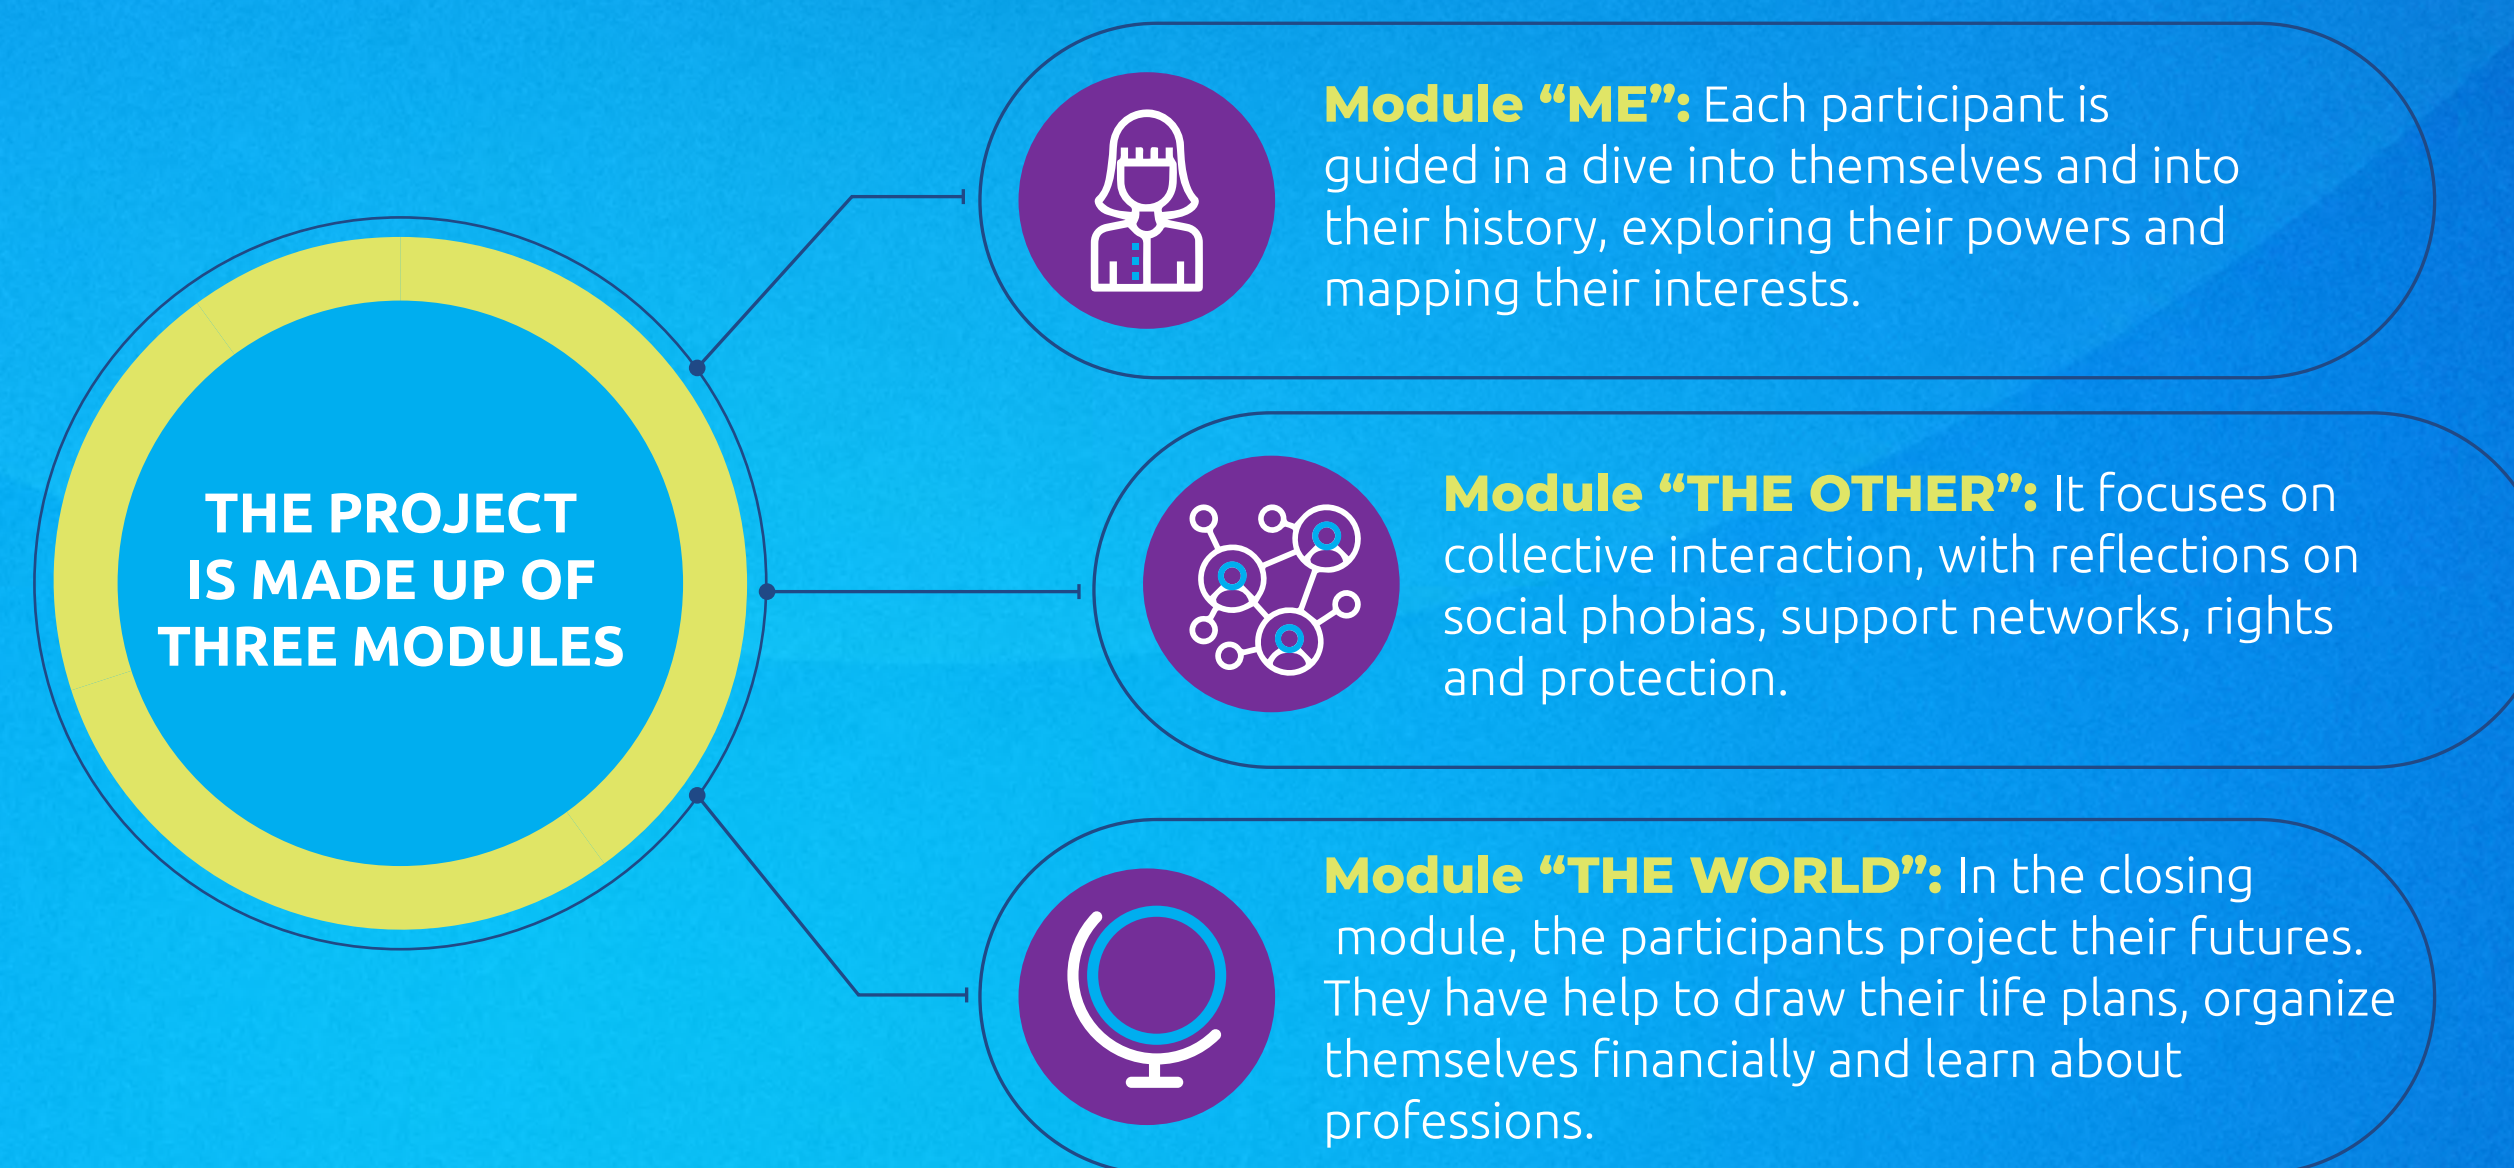 THE PROJECT
IS MADE UP OF
THREE MODULES
Module “ME”: Each participant is
guided in a dive into themselves and into
their history, exploring their powers and
mapping their interests.
Module “THE OTHER”: It focuses on
collective interaction, with reflections on
social phobias, support networks, rights
and protection.
Module “THE WORLD”: In the closing
module, the participants project their futures.
They have help to draw their life plans, organize
themselves financially and learn about
professions.